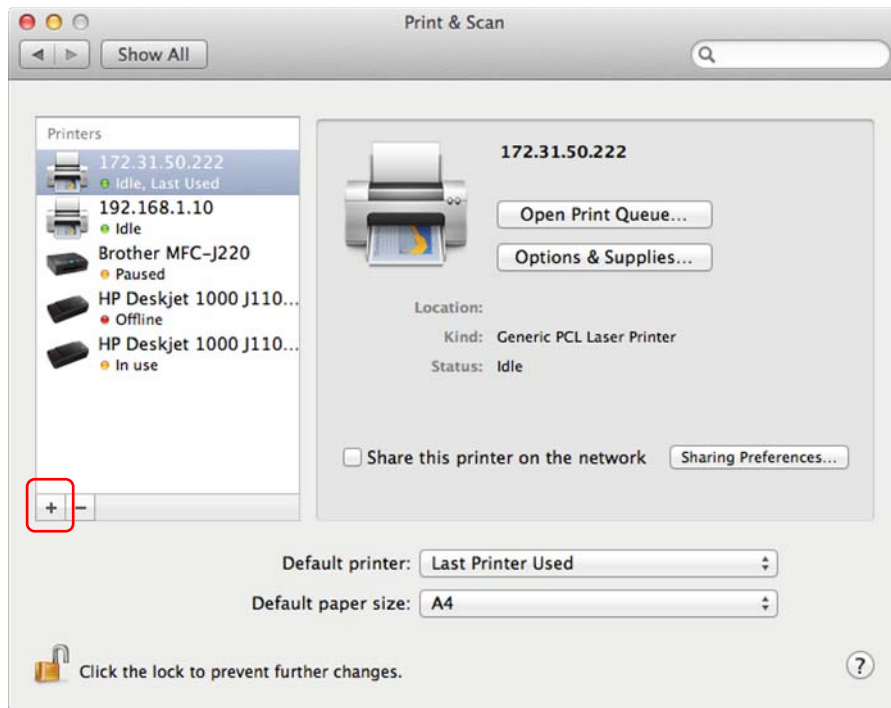 Print & Scan
Show All
Printers
172.31.50.222
Idle, Last Used
192.168.1.10
Idle
Brother MFC-J220
Paused
HP Deskjet 1000 J110...
Offline
HP Deskjet 1000 J110...
In use
+ −
172.31.50.222
Open Print Queue...
Options & Supplies...
Location:
Kind: Generic PCL Laser Printer
Status: Idle
Share this printer on the network Sharing Preferences...
Default printer: Last Printer Used
Default paper size: A4
Click the lock to prevent further changes. ?